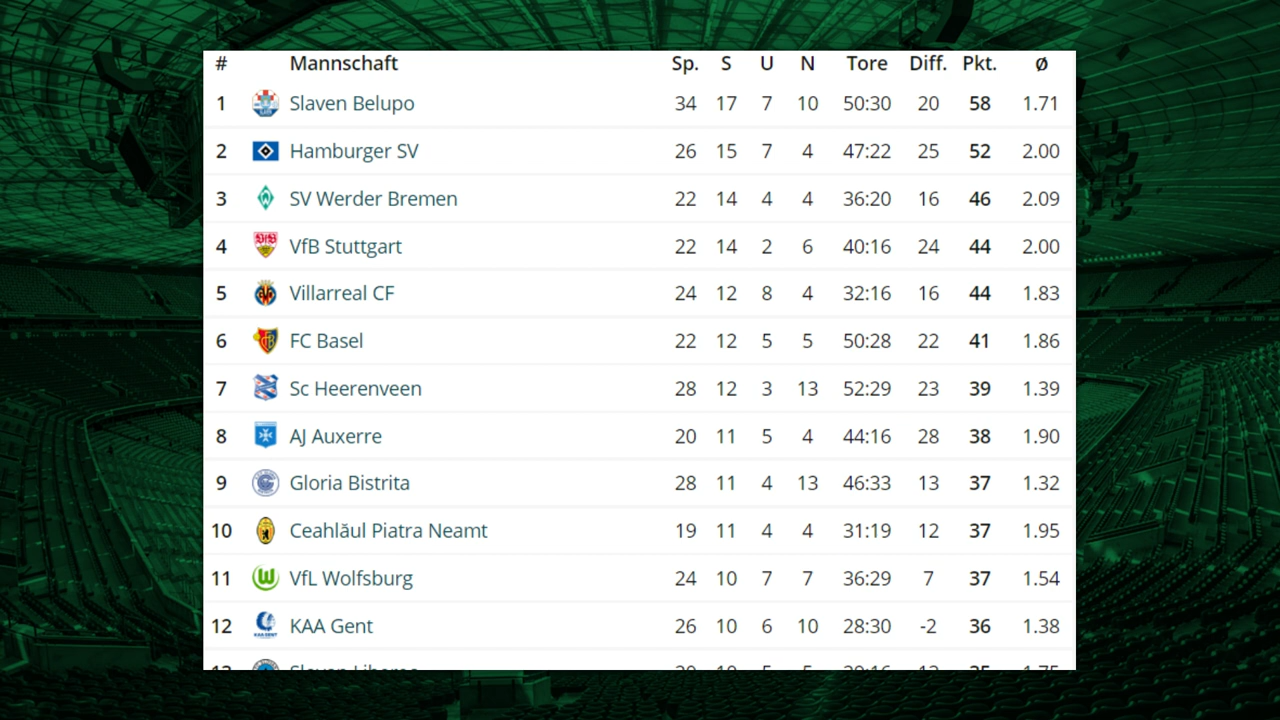 # Mannschaft Sp. S U N Tore Diff. Pkt. Ø
1 Slaven Belupo 34 17 7 10 50:30 20 58 1.71
2 Hamburger SV 26 15 7 4 47:22 25 52 2.00
3 SV Werder Bremen 22 14 4 4 36:20 16 46 2.09
4 VfB Stuttgart 22 14 2 6 40:16 24 44 2.00
5 Villarreal CF 24 12 8 4 32:16 16 44 1.83
6 FC Basel 22 12 5 5 50:28 22 41 1.86
7 Sc Heerenveen 28 12 3 13 52:29 23 39 1.39
8 AJ Auxerre 20 11 5 4 44:16 28 38 1.90
9 Gloria Bistrita 28 11 4 13 46:33 13 37 1.32
10 Ceahlăul Piatra Neamt 19 11 4 4 31:19 12 37 1.95
11 VfL Wolfsburg 24 10 7 7 36:29 7 37 1.54
12 KAA Gent 26 10 6 10 28:30 -2 36 1.38